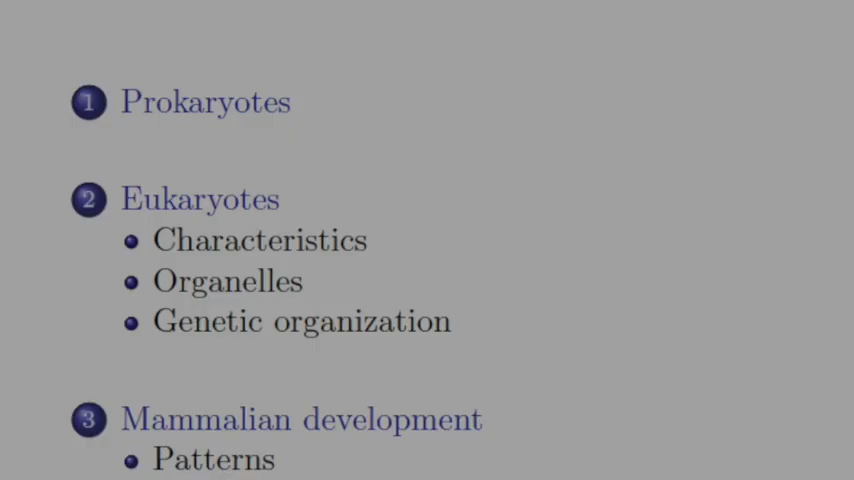 1 Prokaryotes
2 Eukaryotes
Characteristics
Organelles
Genetic organization
3 Mammalian development
Patterns